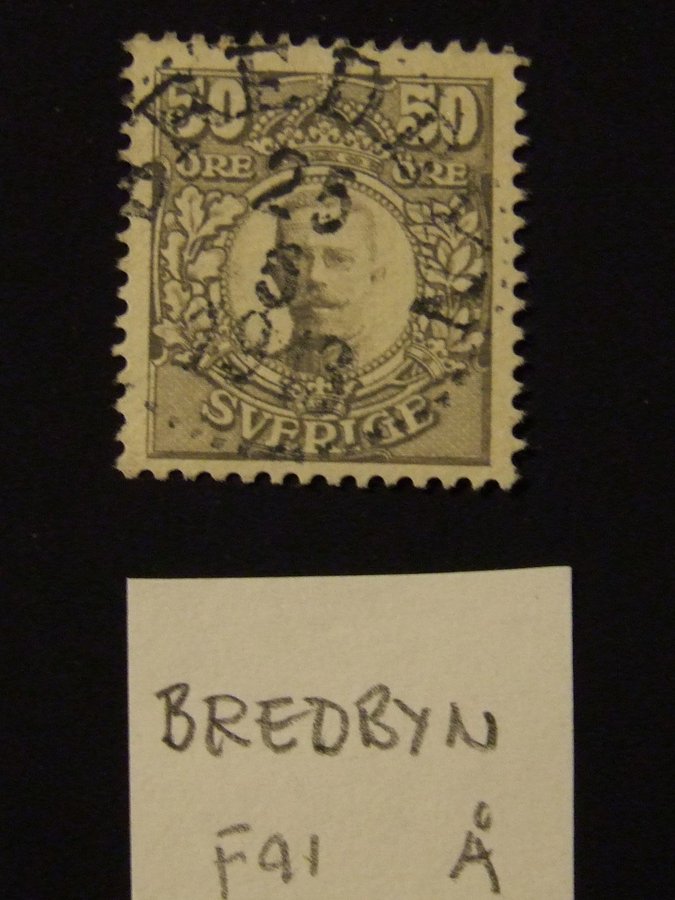 50 50
ÖRE ÖRE
SVERIGE
BREDBYN
F91 Å